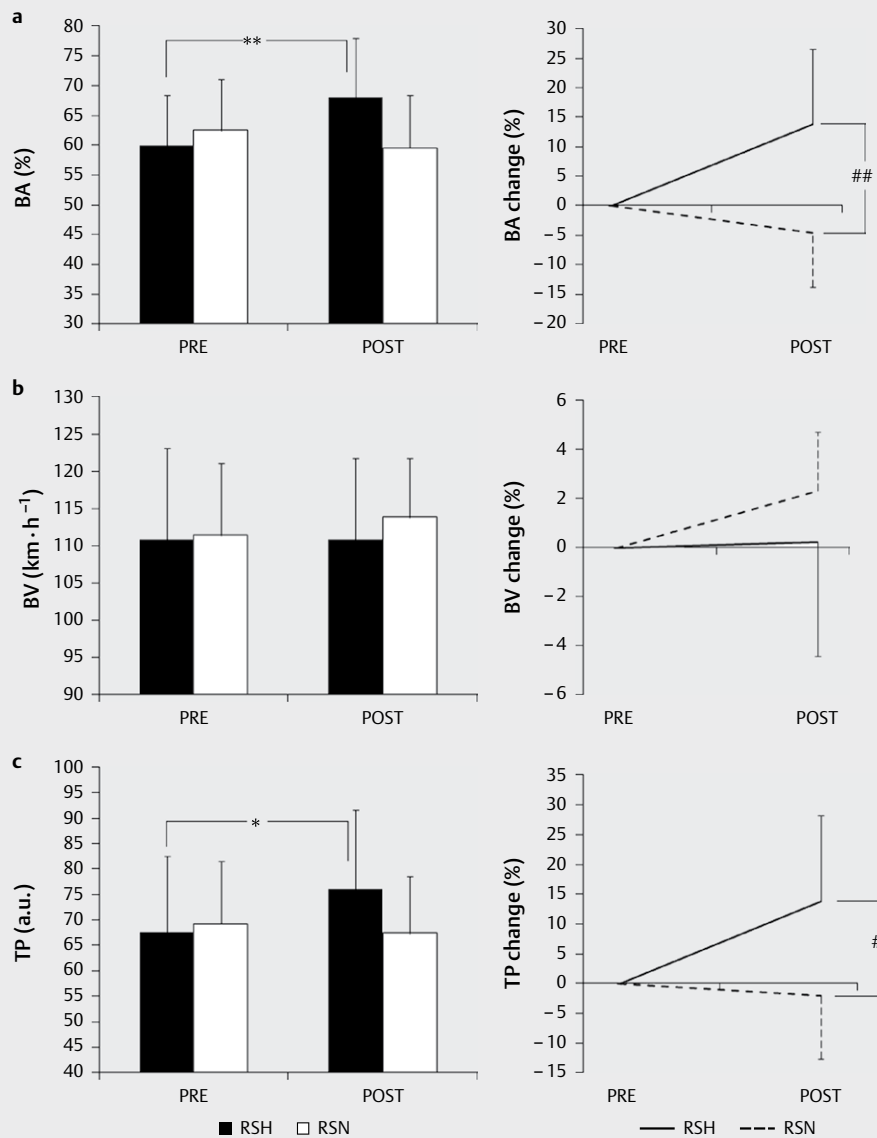 a
80
75
70
65
60
55
50
45
40
35
30
BA (%)
**
PRE
POST
30
25
20
15
10
5
0
−5
−10
−15
−20
BA change (%)
##
PRE
POST
b
130
125
120
115
110
105
100
95
90
BV (km·h⁻¹)
PRE
POST
6
4
2
0
−2
−4
−6
BV change (%)
PRE
POST
c
100
95
90
85
80
75
70
65
60
55
50
45
40
TP (a.u.)
*
PRE
POST
35
30
25
20
15
10
5
0
−5
−10
−15
TP change (%)
#
PRE
POST
RSH RSN
RSH RSN